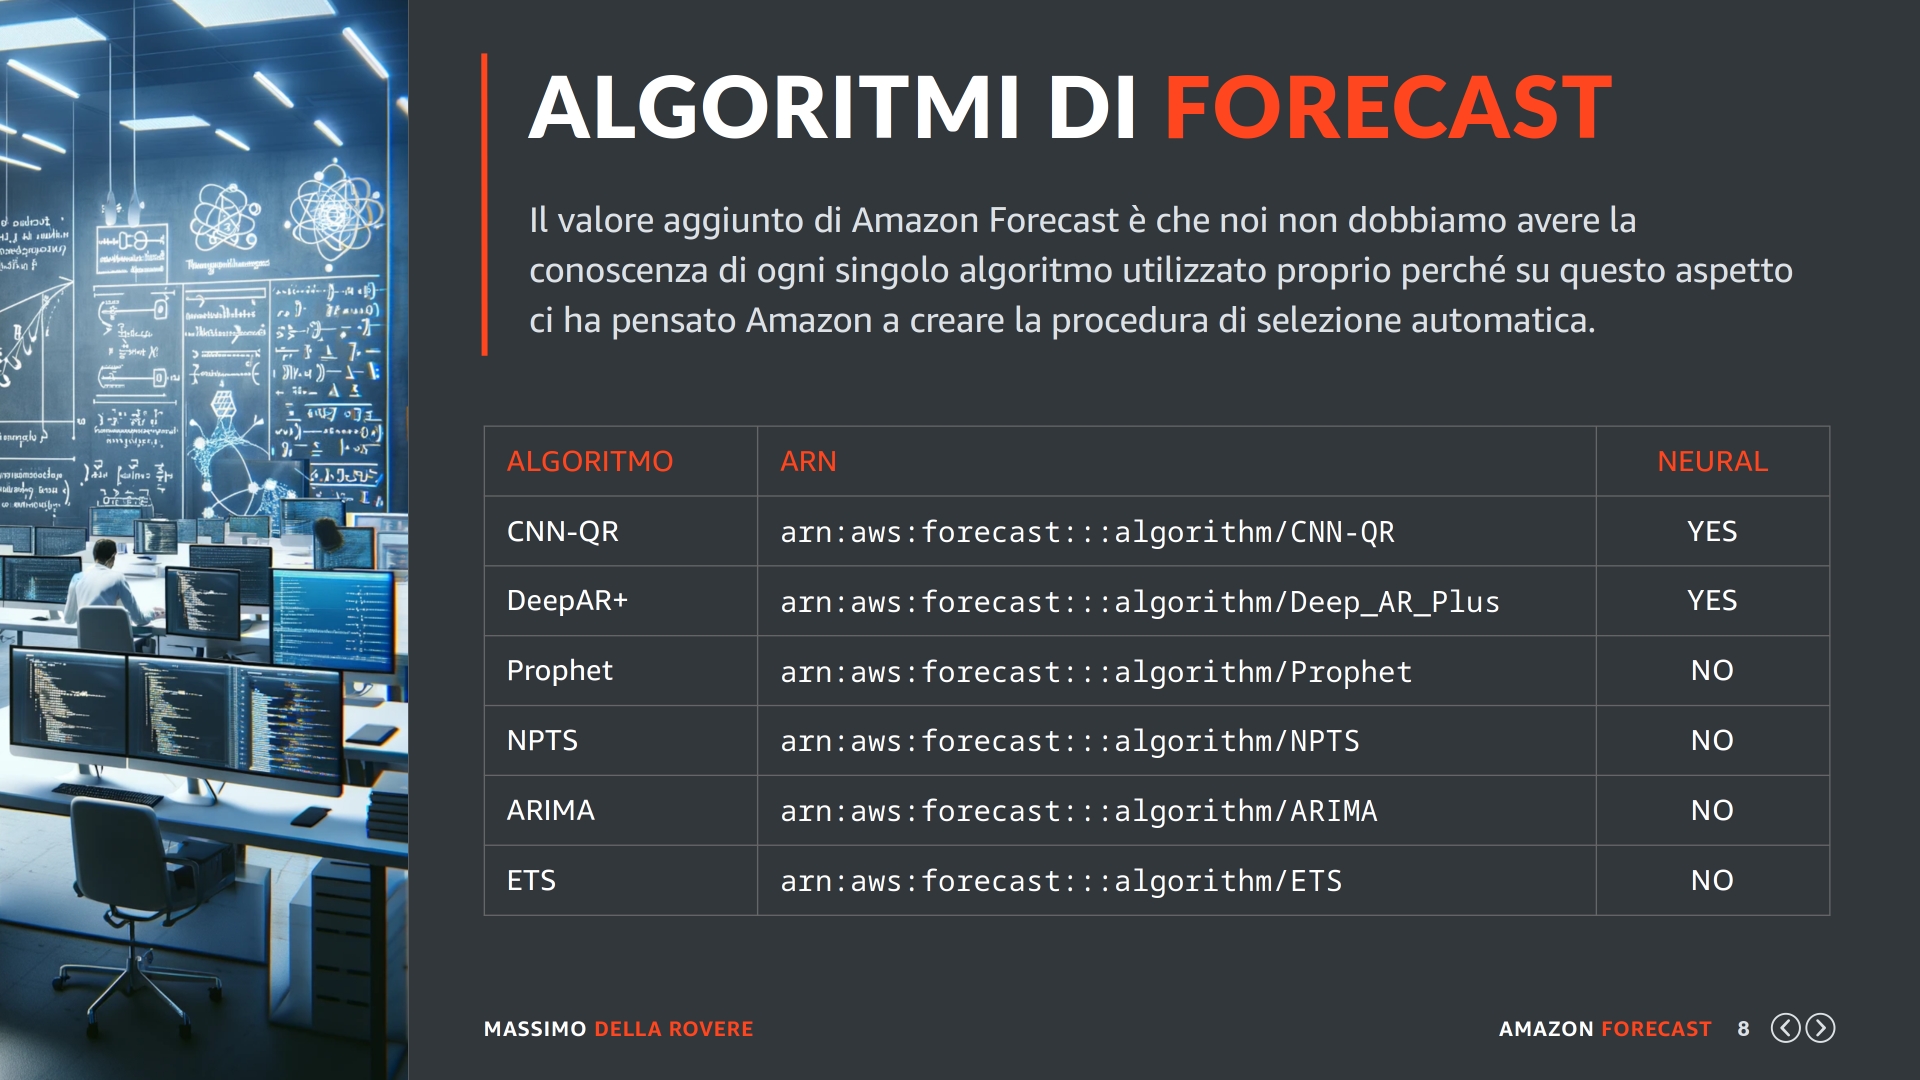 ALGORITMI DI FORECAST
Il valore aggiunto di Amazon Forecast è che noi non dobbiamo avere la
conoscenza di ogni singolo algoritmo utilizzato proprio perché su questo aspetto
ci ha pensato Amazon a creare la procedura di selezione automatica.
ALGORITMO ARN NEURAL
CNN-QR arn:aws:forecast:::algorithm/CNN-QR YES
DeepAR+ arn:aws:forecast:::algorithm/Deep_AR_Plus YES
Prophet arn:aws:forecast:::algorithm/Prophet NO
NPTS arn:aws:forecast:::algorithm/NPTS NO
ARIMA arn:aws:forecast:::algorithm/ARIMA NO
ETS arn:aws:forecast:::algorithm/ETS NO
MASSIMO DELLA ROVERE
AMAZON FORECAST 8